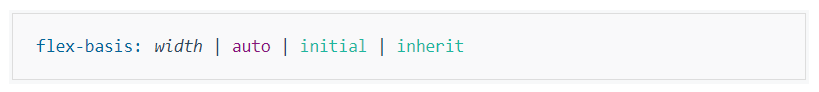 flex-basis: width | auto | initial | inherit